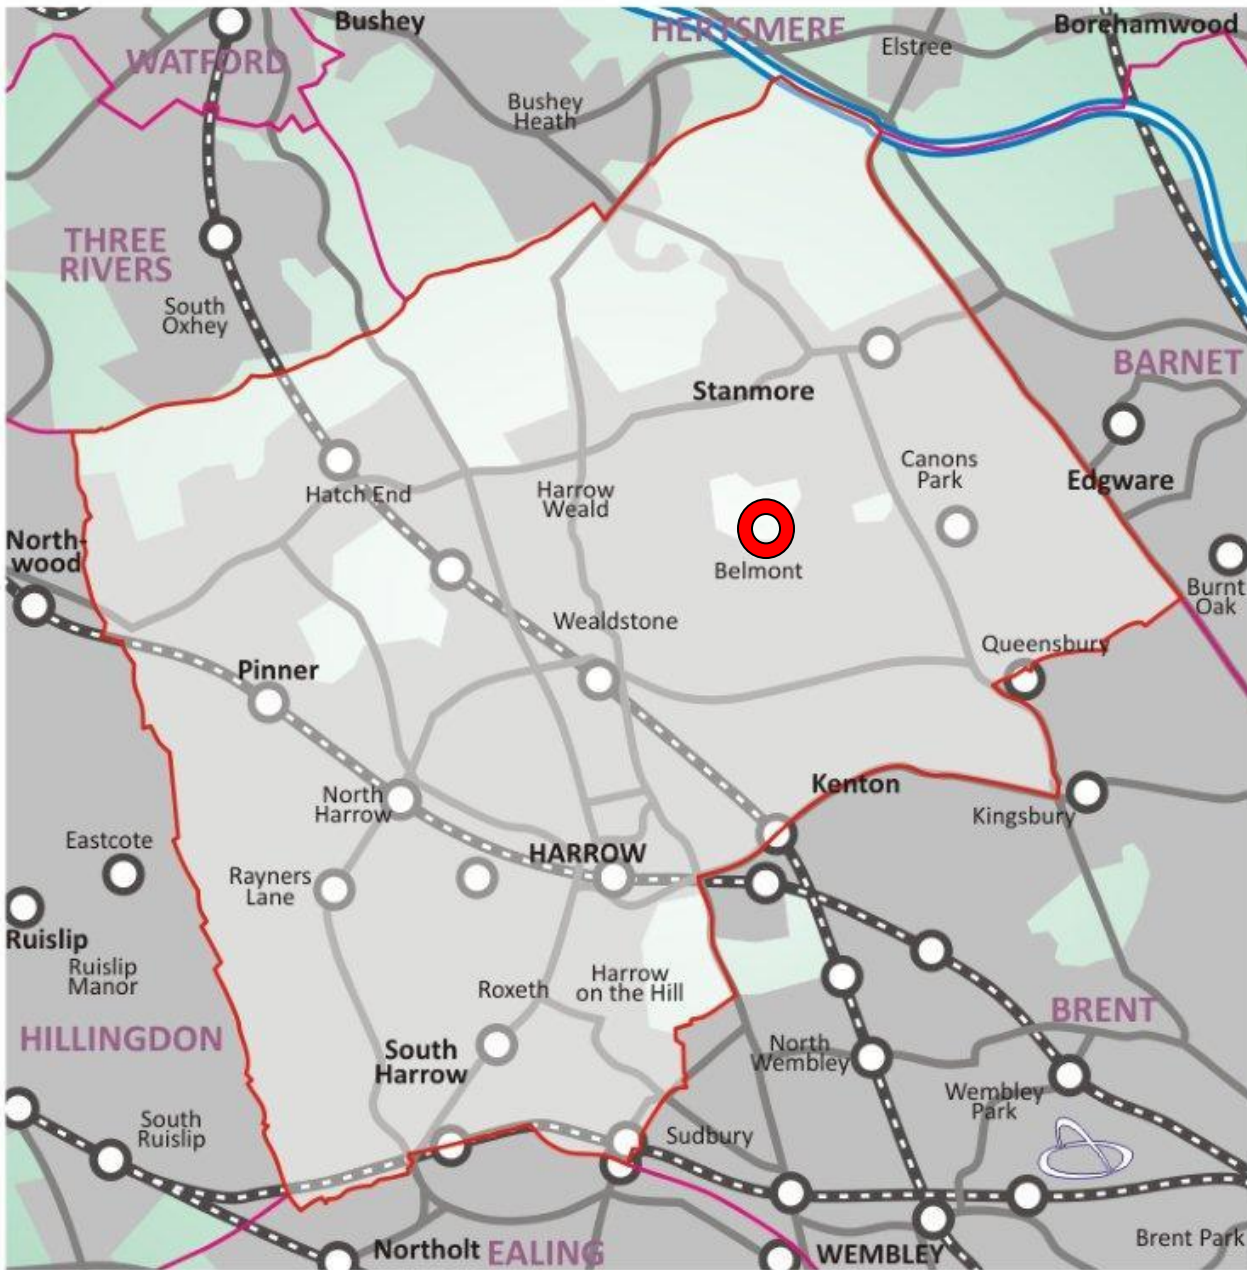 Bushey
HERTSMERE
Borehamwood
WATFORD
Elstree
Bushey
Heath
THREE
RIVERS
South
Oxhey
BARNET
Stanmore
Canons
Park
Edgware
Hatch End
Harrow
Weald
North-
wood
Belmont
Burnt
Oak
Wealdstone
Queensbury
Pinner
Kenton
North
Harrow
Kingsbury
Eastcote
HARROW
Rayners
Lane
Ruislip
Ruislip
Manor
Roxeth
Harrow
on the Hill
HILLINGDON
BRENT
South
Harrow
North
Wembley
Wembley
Park
South
Ruislip
Sudbury
Northolt
EALING
WEMBLEY
Brent Park